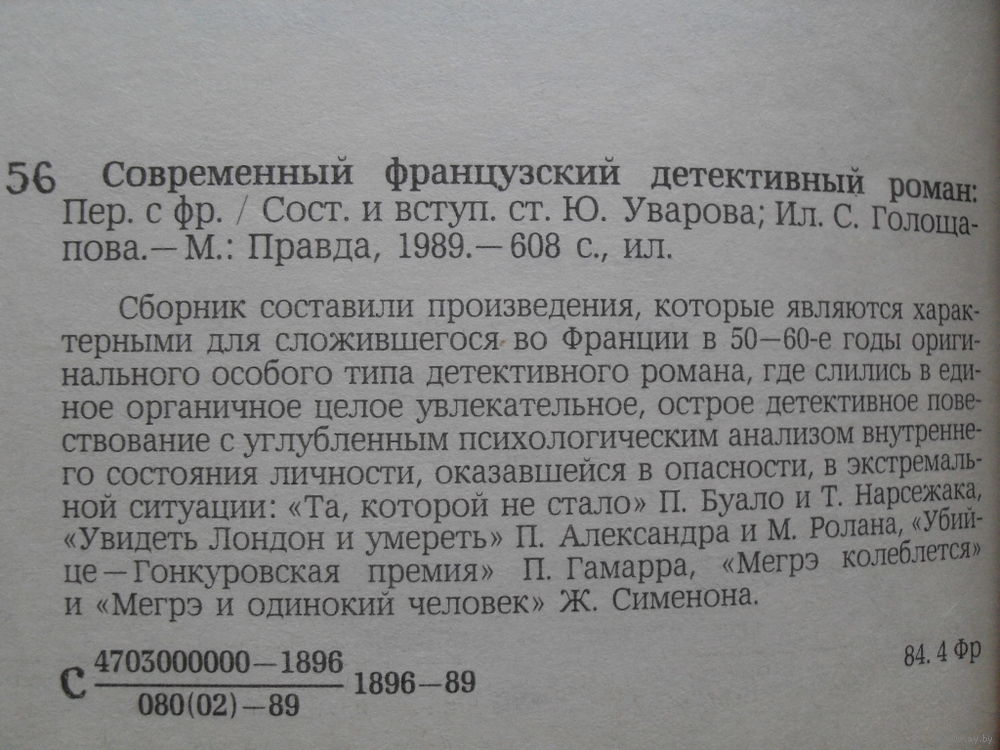 56 Современный французский детективный роман:
Пер. с фр. / Сост. и вступ. ст. Ю. Уварова; Ил. С. Голоща-
пова.—М.: Правда, 1989.—608 с., ил.
Сборник составили произведения, которые являются харак-
терными для сложившегося во Франции в 50—60-е годы ориги-
нального особого типа детективного романа, где слились в еди-
ное органичное целое увлекательное, острое детективное пове-
ствование с углубленным психологическим анализом внутренне-
го состояния личности, оказавшейся в опасности, в экстремаль-
ной ситуации: «Та, которой не стало» П. Буало и Т. Нарсежака,
«Увидеть Лондон и умереть» П. Александра и М. Ролана, «Убий-
це—Гонкуровская премия» П. Гамарра, «Мегрэ колеблется»
и «Мегрэ и одинокий человек» Ж. Сименона.
84. 4 Фр
С 4703000000—1896
080(02)—89 1896—89